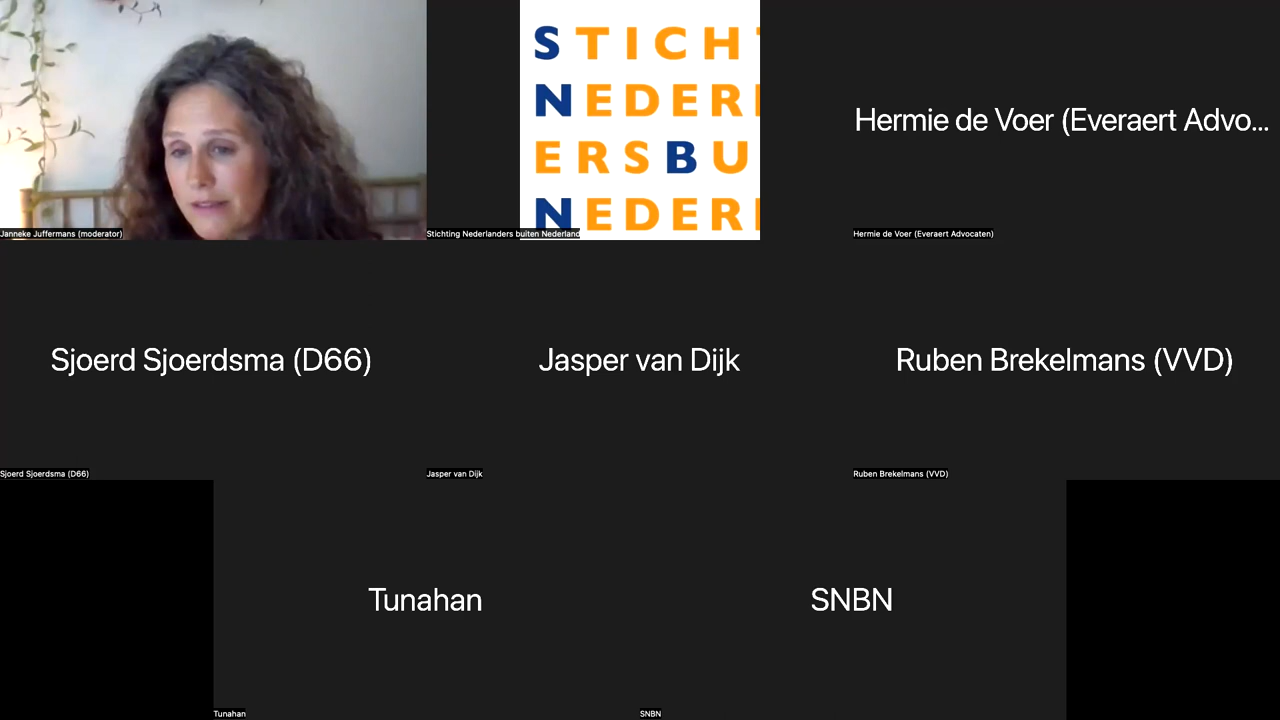 Janneke Juffermans (moderator)
STICHT
NEDERL
ERSBU
NEDERL
Stichting Nederlanders buiten Nederland
Hermie de Voer (Everaert Advo...
Hermie de Voer (Everaert Advocaten)
Sjoerd Sjoerdsma (D66)
Sjoerd Sjoerdsma (D66)
Jasper van Dijk
Jasper van Dijk
Ruben Brekelmans (VVD)
Ruben Brekelmans (VVD)
Tunahan
Tunahan
SNBN
SNBN